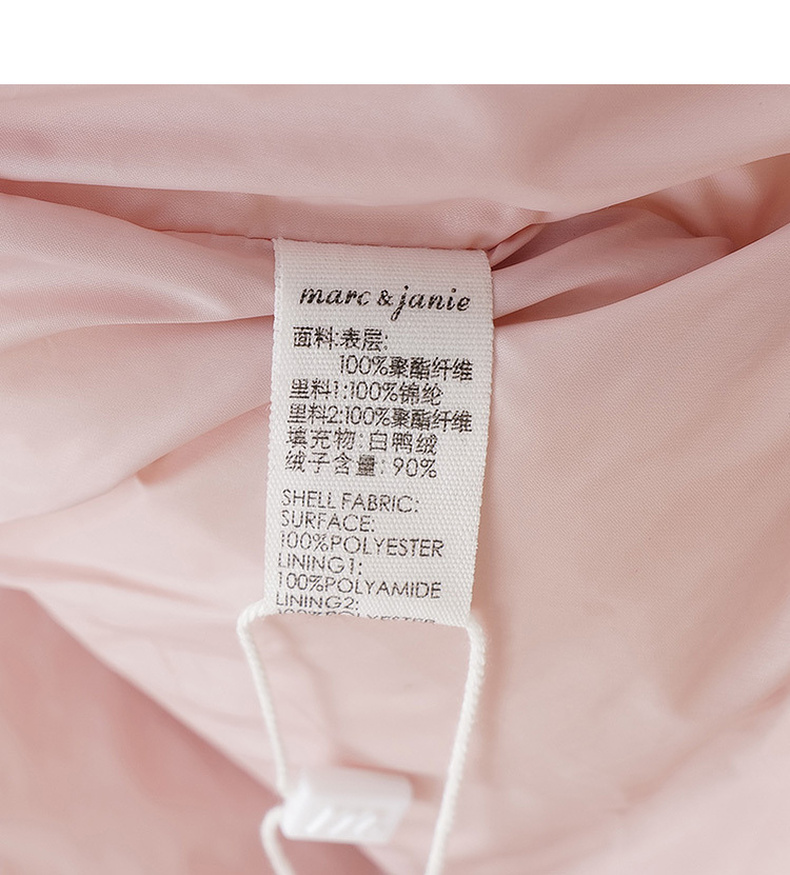 marc & janie
面料:表层:
100%聚酯纤维
里料1:100%锦纶
里料2:100%聚酯纤维
填充物:白鸭绒
绒子含量:90%
SHELL FABRIC:
SURFACE:
100%POLYESTER
LINING1:
100%POLYAMIDE
LINING2:
100%POLYESTER
m